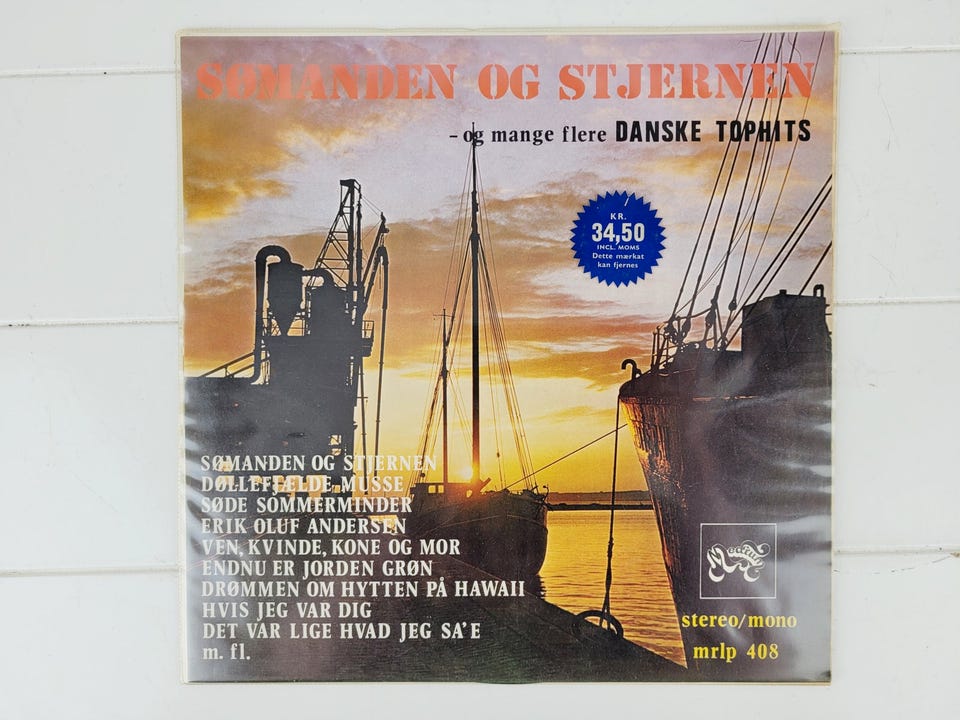 SØMANDEN OG STJERNEN
– og mange flere DANSKE TOPHITS
KR.
34,50
INCL. MOMS
Dette mærkat
kan fjernes
SØMANDEN OG STJERNEN
DØLLEFJÆLDE MUSSE
SØDE SOMMERMINDER
ERIK OLUF ANDERSEN
VEN, KVINDE, KONE OG MOR
ENDNU ER JORDEN GRØN
DRØMMEN OM HYTTEN PÅ HAWAII
HVIS JEG VAR DIG
DET VAR LIGE HVAD JEG SA'E
m. fl.
stereo/mono
mrlp 408